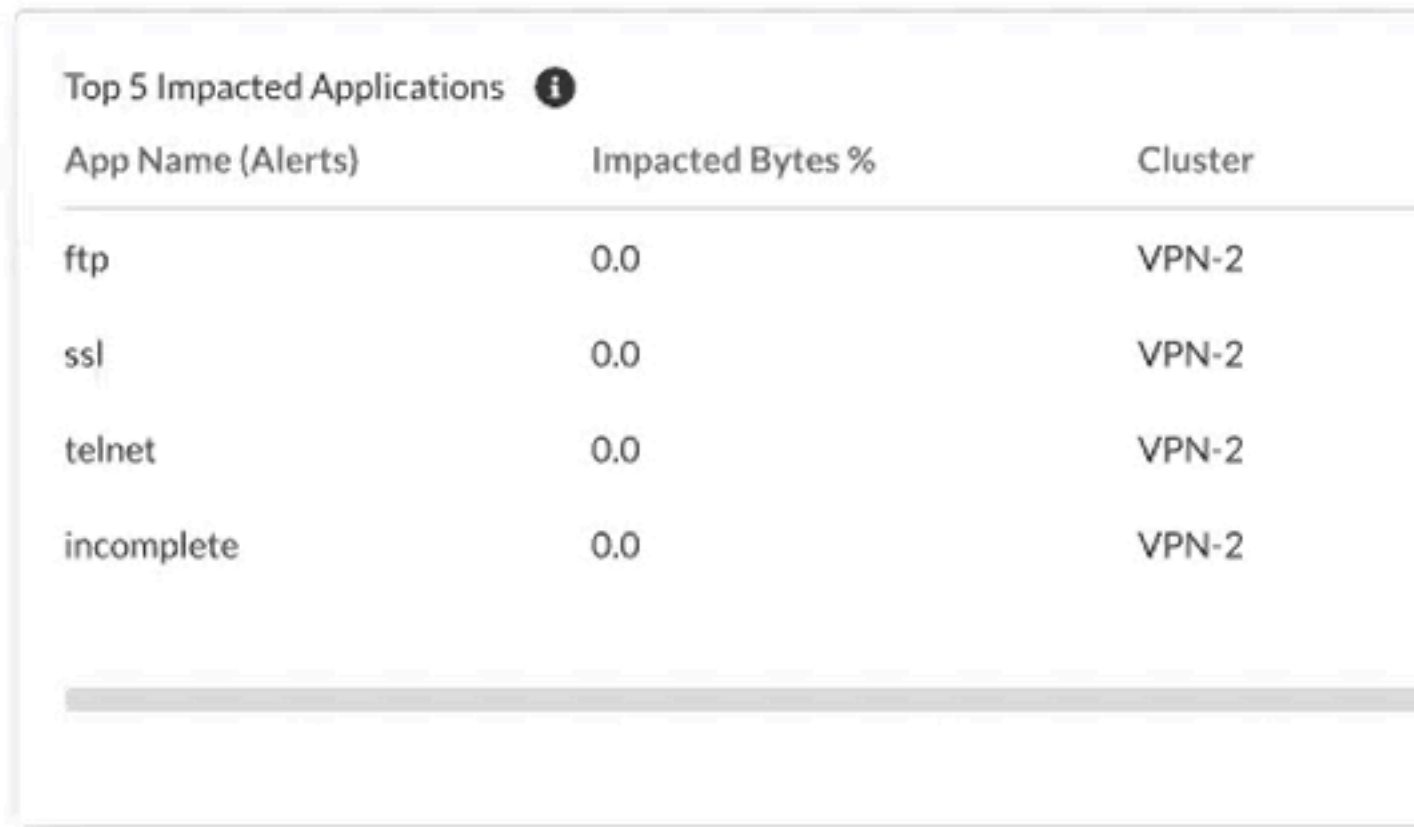 Top 5 Impacted Applications i
App Name (Alerts) Impacted Bytes % Cluster
ftp 0.0 VPN-2
ssl 0.0 VPN-2
telnet 0.0 VPN-2
incomplete 0.0 VPN-2